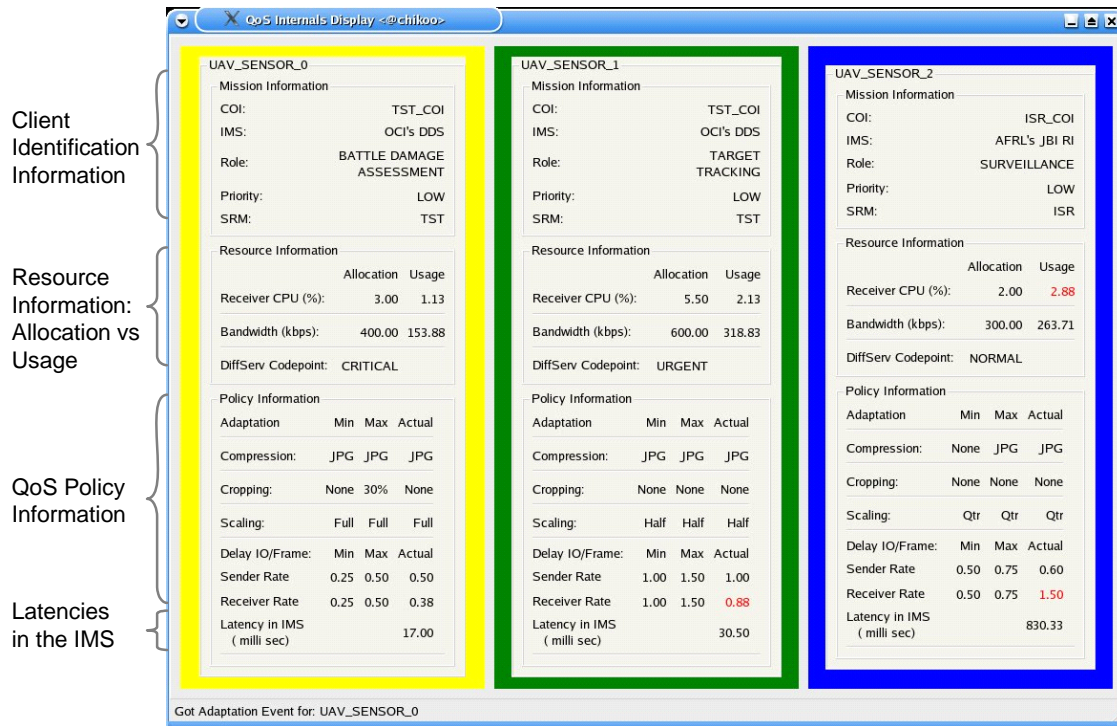 QoS Internals Display <@chikoo>
Client
Identification
Information
Resource
Information:
Allocation vs
Usage
QoS Policy
Information
Latencies
in the IMS
UAV_SENSOR_0
Mission Information
COI: TST_COI
IMS: OCI's DDS
Role: BATTLE DAMAGE
ASSESSMENT
Priority: LOW
SRM: TST
Resource Information
Allocation Usage
Receiver CPU (%): 3.00 1.13
Bandwidth (kbps): 400.00 153.88
DiffServ Codepoint: CRITICAL
Policy Information
Adaptation Min Max Actual
Compression: JPG JPG JPG
Cropping: None 30% None
Scaling: Full Full Full
Delay IO/Frame: Min Max Actual
Sender Rate 0.25 0.50 0.50
Receiver Rate 0.25 0.50 0.38
Latency in IMS
( milli sec) 17.00
UAV_SENSOR_1
Mission Information
COI: TST_COI
IMS: OCI's DDS
Role: TARGET
TRACKING
Priority: LOW
SRM: TST
Resource Information
Allocation Usage
Receiver CPU (%): 5.50 2.13
Bandwidth (kbps): 600.00 318.83
DiffServ Codepoint: URGENT
Policy Information
Adaptation Min Max Actual
Compression: JPG JPG JPG
Cropping: None None None
Scaling: Half Half Half
Delay IO/Frame: Min Max Actual
Sender Rate 1.00 1.50 1.00
Receiver Rate 1.00 1.50 0.88
Latency in IMS
( milli sec) 30.50
UAV_SENSOR_2
Mission Information
COI: ISR_COI
IMS: AFRL's JBI RI
Role: SURVEILLANCE
Priority: LOW
SRM: ISR
Resource Information
Allocation Usage
Receiver CPU (%): 2.00 2.88
Bandwidth (kbps): 300.00 263.71
DiffServ Codepoint: NORMAL
Policy Information
Adaptation Min Max Actual
Compression: None JPG JPG
Cropping: None None None
Scaling: Qtr Qtr Qtr
Delay IO/Frame: Min Max Actual
Sender Rate 0.50 0.75 0.60
Receiver Rate 0.50 0.75 1.50
Latency in IMS
( milli sec) 830.33
Got Adaptation Event for: UAV_SENSOR_0